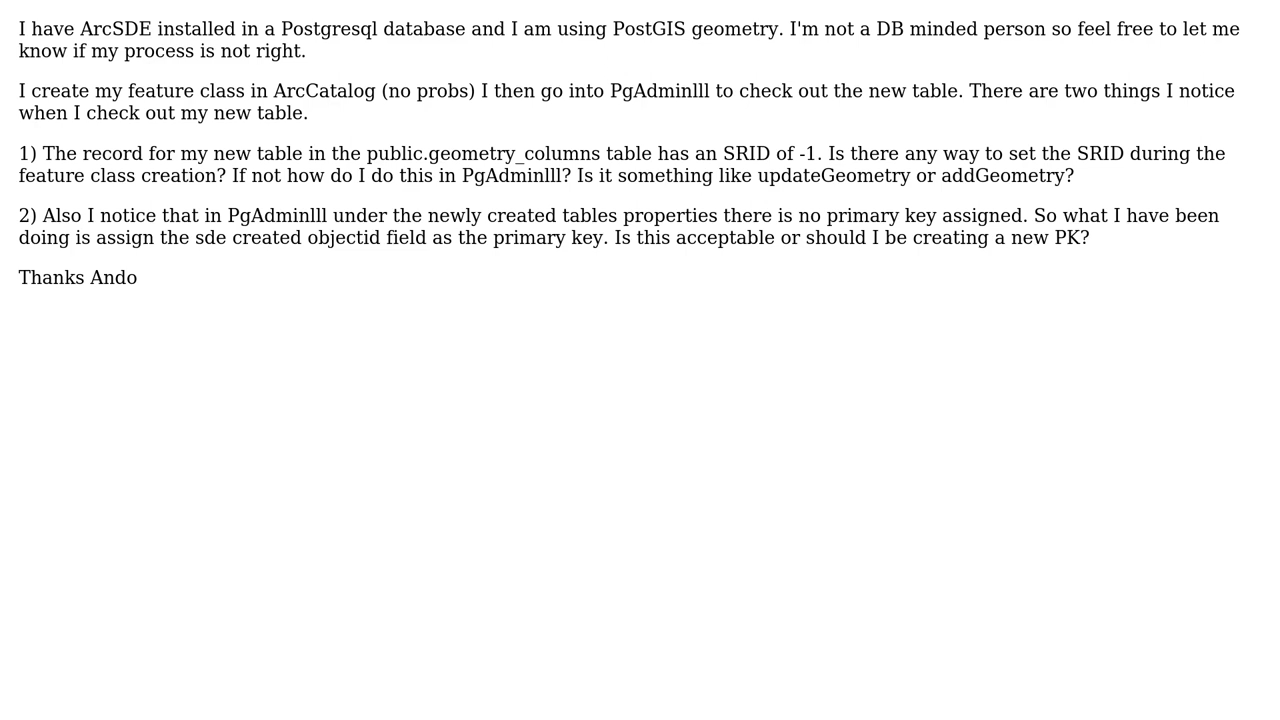 I have ArcSDE installed in a Postgresql database and I am using PostGIS geometry. I'm not a DB minded person so feel free to let me
know if my process is not right.
I create my feature class in ArcCatalog (no probs) I then go into PgAdminlll to check out the new table. There are two things I notice
when I check out my new table.
1) The record for my new table in the public.geometry_columns table has an SRID of -1. Is there any way to set the SRID during the
feature class creation? If not how do I do this in PgAdminlll? Is it something like updateGeometry or addGeometry?
2) Also I notice that in PgAdminlll under the newly created tables properties there is no primary key assigned. So what I have been
doing is assign the sde created objectid field as the primary key. Is this acceptable or should I be creating a new PK?
Thanks Ando